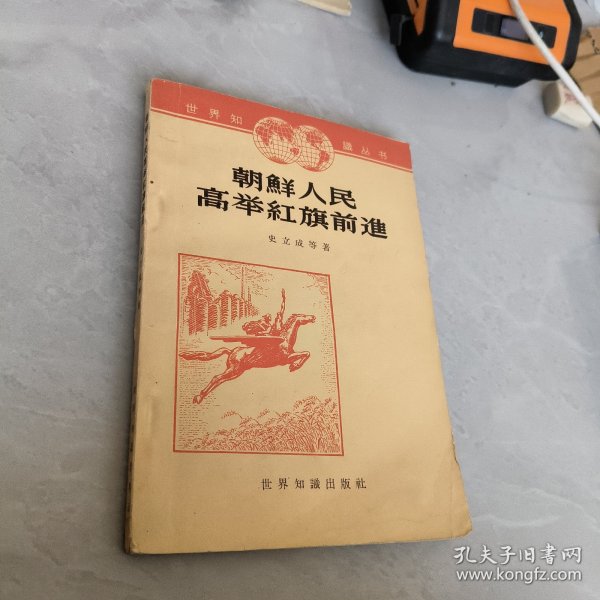 世界知識丛书
朝鮮人民
高举紅旗前進
史立成等著
世界知識出版社
孔夫子旧书网
www.kongfz.com